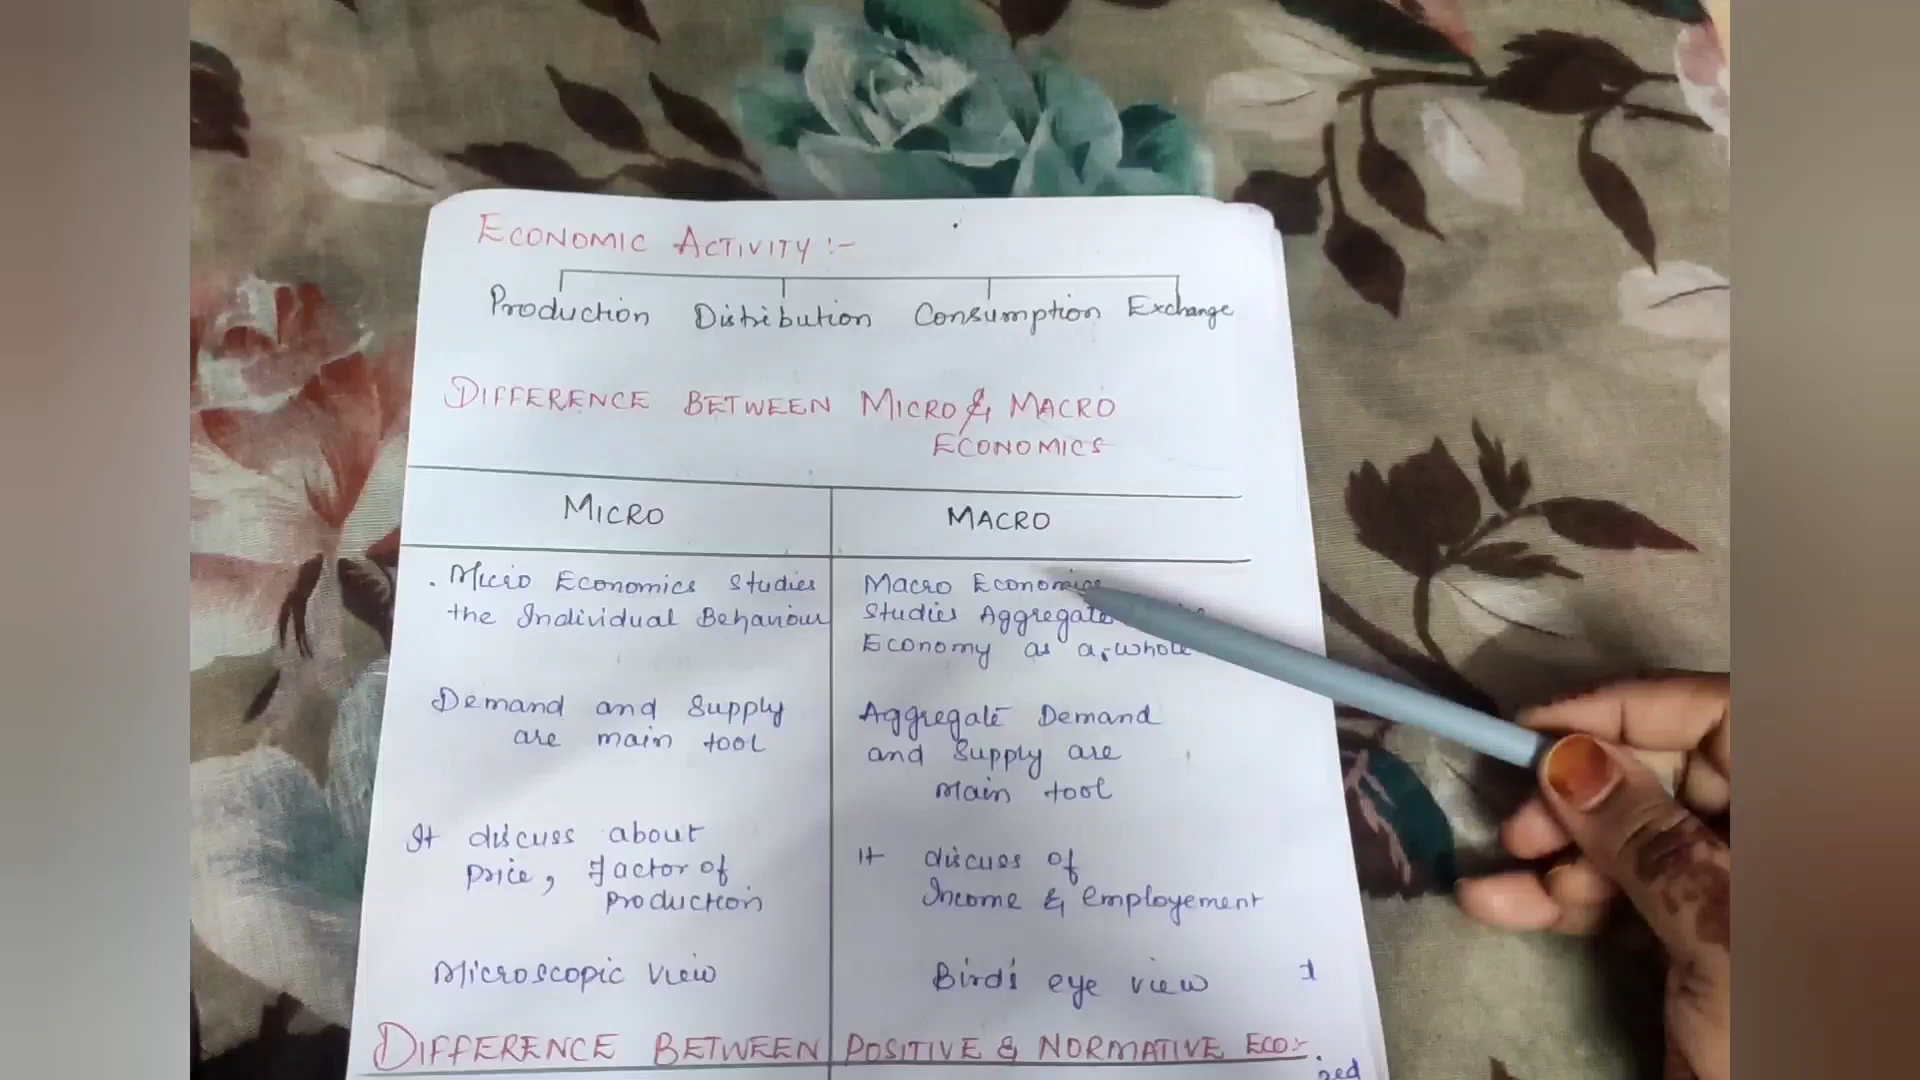 ECONOMIC ACTIVITY :-
Production Distribution Consumption Exchange
DIFFERENCE BETWEEN MICRO & MACRO
ECONOMICS
MICRO
. Micro Economics Studies
the Individual Behaviour
Demand and Supply
are main tool
It discuss about
price, factor of
production
Microscopic view
MACRO
Macro Economics
Studies Aggregate
Economy as a whole
Aggregate Demand
and Supply are
main tool
It discuss of
Income & employement
Bird's eye view
DIFFERENCE BETWEEN POSITIVE & NORMATIVE ECO:-